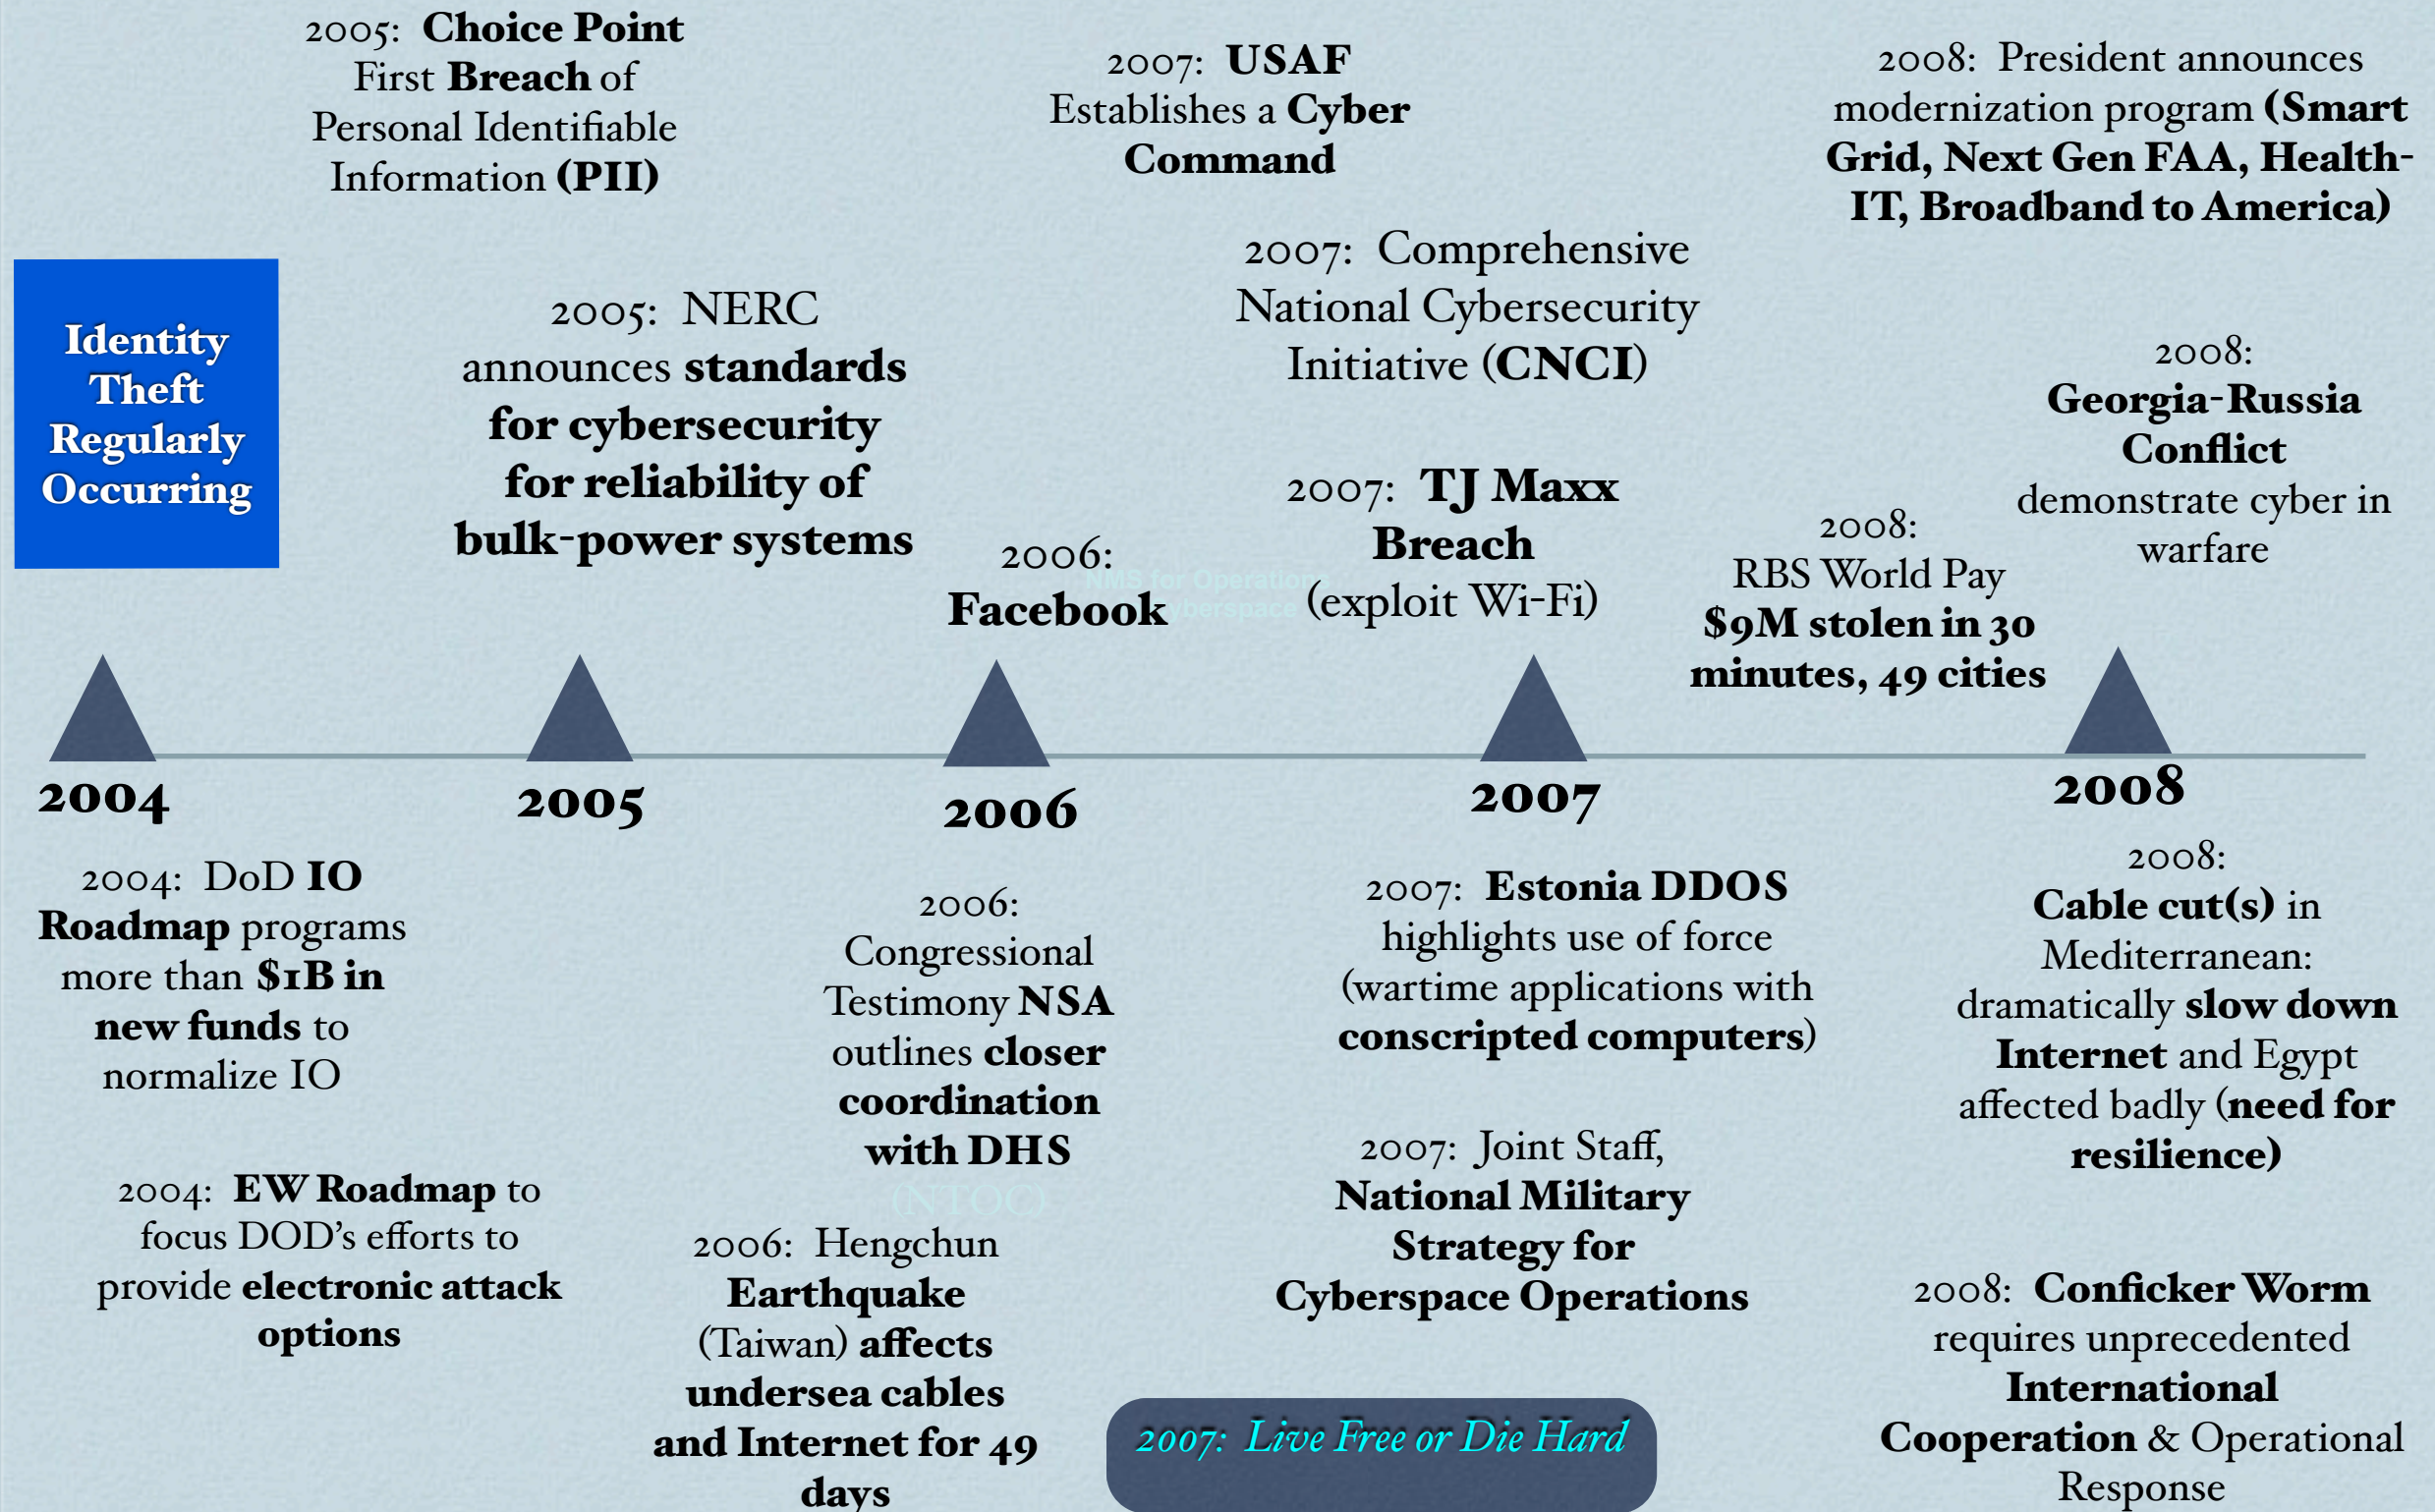 2005: Choice Point
First Breach of
Personal Identifiable
Information (PII)
2007: USAF
Establishes a Cyber
Command
2008: President announces
modernization program (Smart
Grid, Next Gen FAA, Health-
IT, Broadband to America)
Identity
Theft
Regularly
Occurring
2005: NERC
announces standards
for cybersecurity
for reliability of
bulk-power systems
2007: Comprehensive
National Cybersecurity
Initiative (CNCI)
2008:
Georgia-Russia
Conflict
demonstrate cyber in
warfare
2006:
Facebook
NMS for Operations
yberspace
2007: TJ Maxx
Breach
(exploit Wi-Fi)
2008:
RBS World Pay
$9M stolen in 30
minutes, 49 cities
2004
2005
2006
2007
2008
2004: DoD IO
Roadmap programs
more than $1B in
new funds to
normalize IO
2004: EW Roadmap to
focus DOD's efforts to
provide electronic attack
options
2006:
Congressional
Testimony NSA
outlines closer
coordination
with DHS
(NTOC)
2006: Hengchun
Earthquake
(Taiwan) affects
undersea cables
and Internet for 49
days
2007: Estonia DDOS
highlights use of force
(wartime applications with
conscripted computers)
2007: Joint Staff,
National Military
Strategy for
Cyberspace Operations
2007: Live Free or Die Hard
2008:
Cable cut(s) in
Mediterranean:
dramatically slow down
Internet and Egypt
affected badly (need for
resilience)
2008: Conficker Worm
requires unprecedented
International
Cooperation & Operational
Response